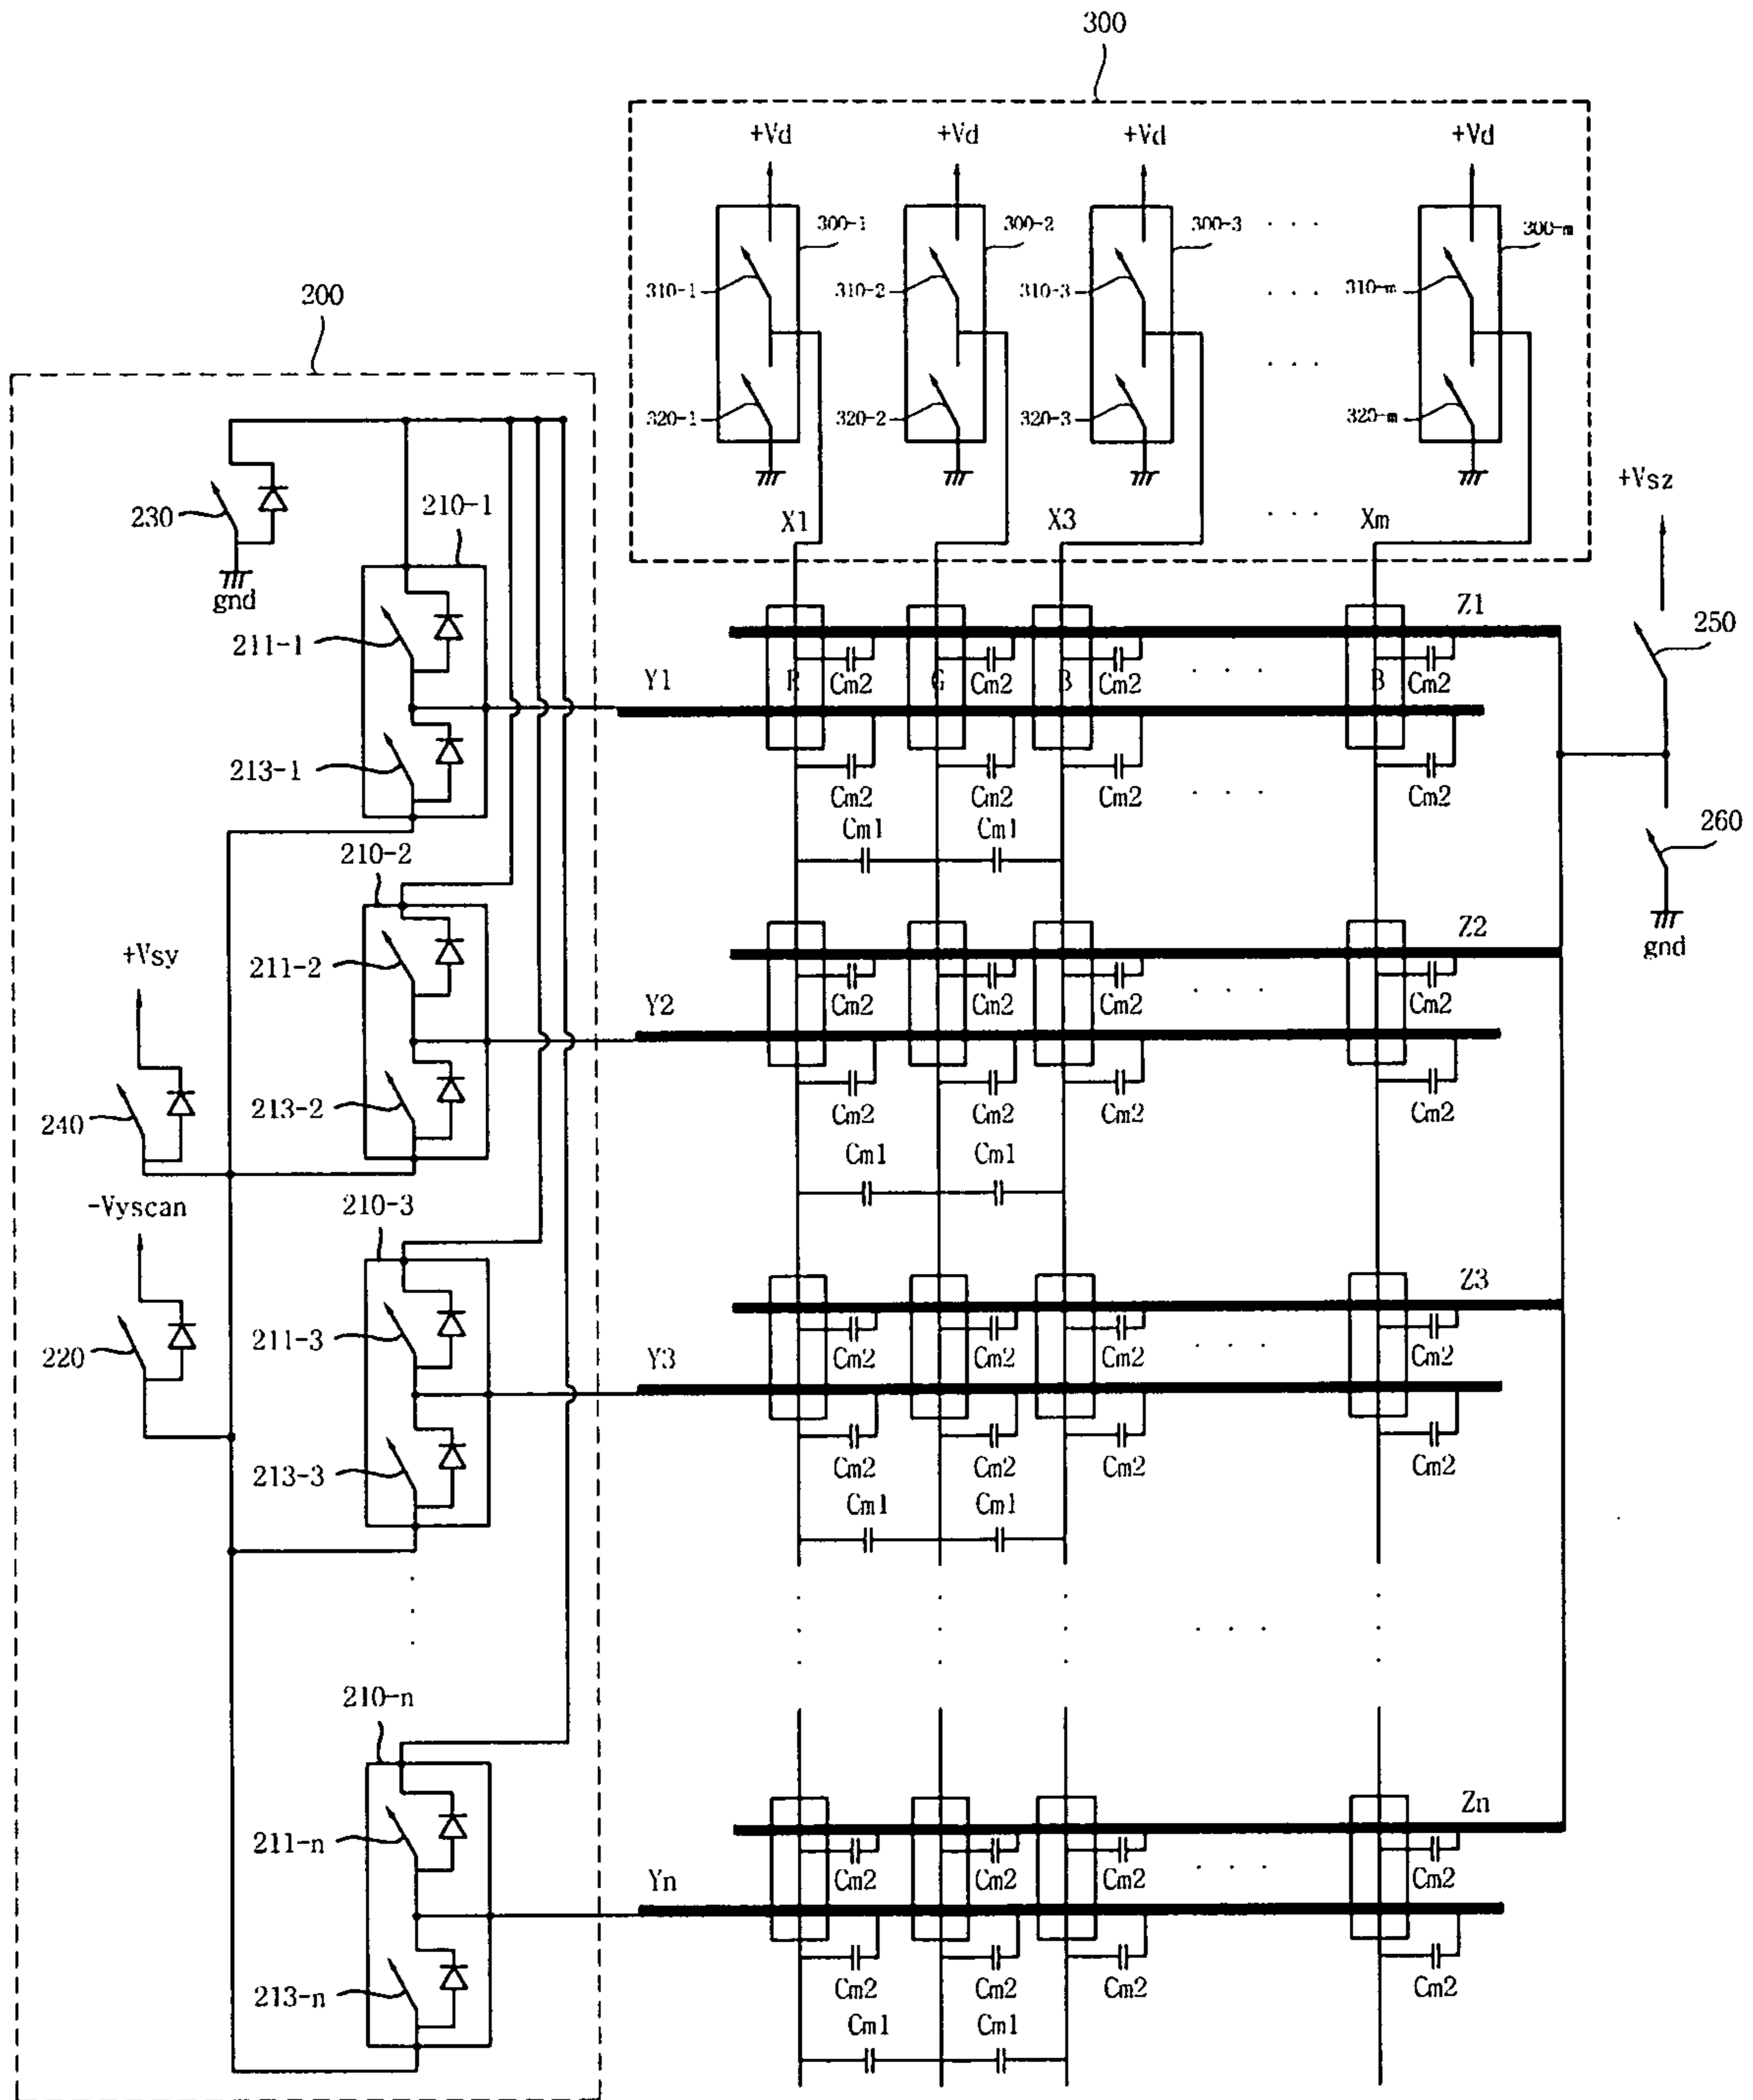 300
+Vd +Vd +Vd +Vd
300-1 300-2 300-3 . . . 300-m
310-1 310-2 310-3 . . . 310-m
200
. . .
320-1 320-2 320-3 320-m
+Vsz
230 210-1 X1 X3 . . . Xm
gnd
Z1 250
211-1
Y1 R Cm2 G Cm2 B Cm2 . . . B Cm2
213-1
Cm2 Cm2 Cm2 . . . Cm2
Cm1 Cm1 260
210-2
+Vsy 211-2 Z2 gnd
Y2 Cm2 Cm2 Cm2 . . . Cm2
240 213-2 Cm2 Cm2 Cm2 Cm2
Cm1 Cm1
-Vyscan 210-3
Z3
220 211-3 Y3 Cm2 Cm2 Cm2 . . . Cm2
213-3 Cm2 Cm2 Cm2 Cm2
Cm1 Cm1
. . .
210-n
Zn
211-n
Yn Cm2 Cm2 Cm2 . . . Cm2
213-n Cm2 Cm2 Cm2 Cm2
Cm1 Cm1